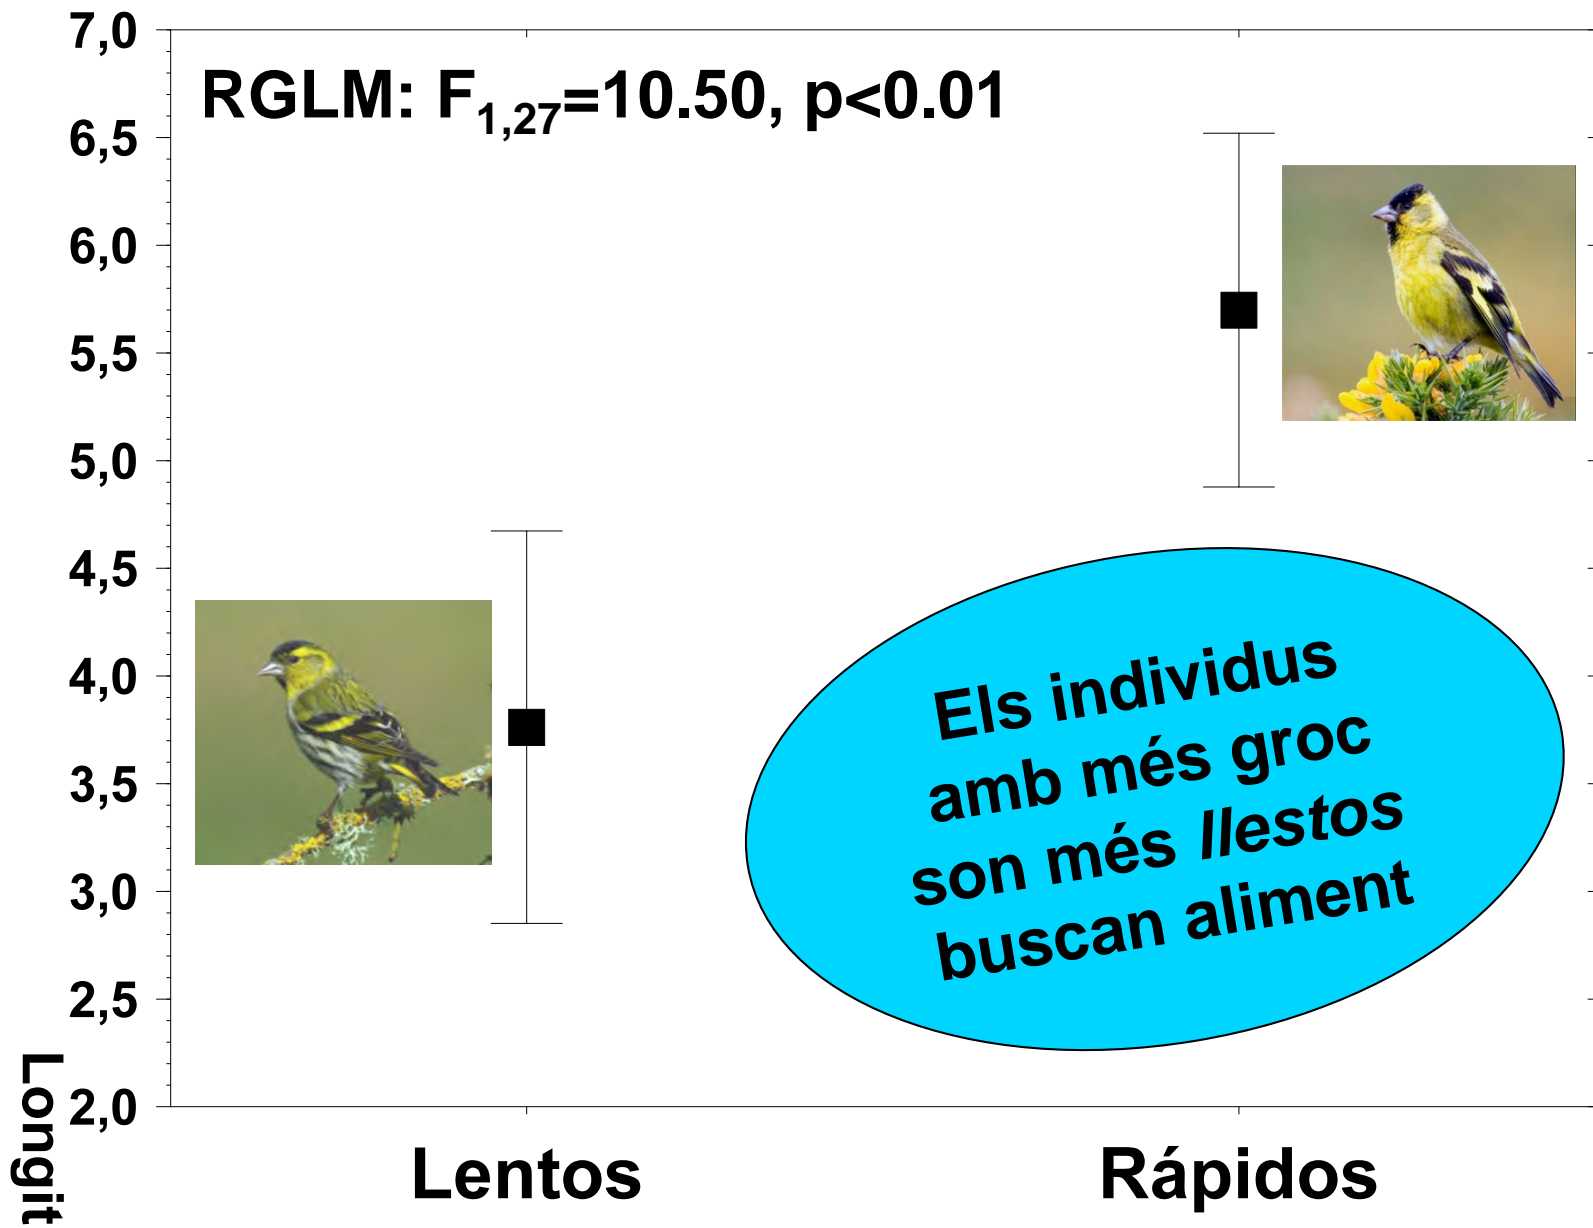 7,0
6,5
6,0
5,5
5,0
4,5
4,0
3,5
3,0
2,5
2,0
RGLM: F1,27=10.50, p<0.01
Els individus
amb més groc
son més llestos
buscan aliment
Longit
Lentos
Rápidos